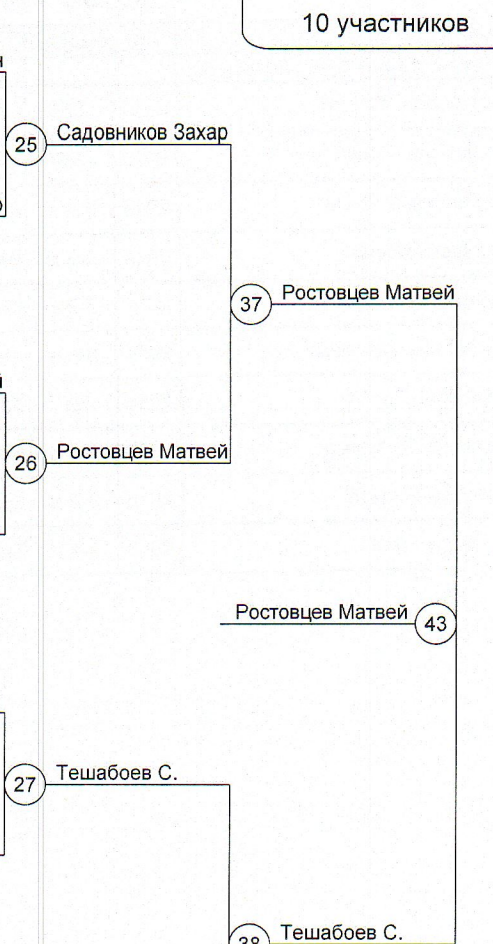 10 участников
25
Садовников Захар
37
Ростовцев Матвей
26
Ростовцев Матвей
Ростовцев Матвей
43
27
Тешабоев С.
38
Тешабоев С.